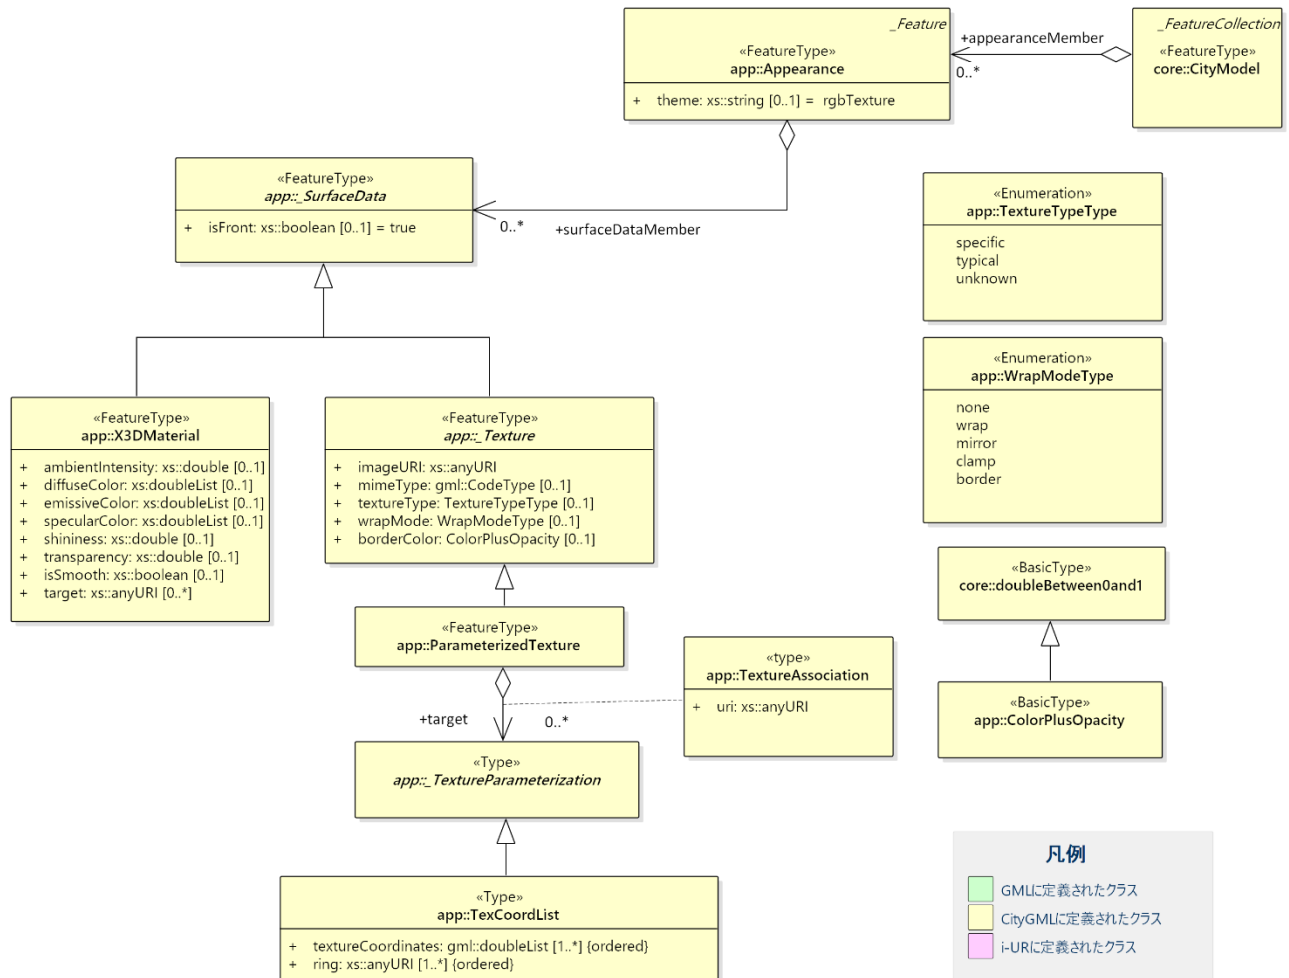 _Feature
«FeatureType»
app::Appearance
+ theme: xs::string [0..1] = rgbTexture
+appearanceMember
0..*
_FeatureCollection
«FeatureType»
core::CityModel
«FeatureType»
app::_SurfaceData
+ isFront: xs::boolean [0..1] = true
0..*
+surfaceDataMember
«Enumeration»
app::TextureTypeType
specific
typical
unknown
«Enumeration»
app::WrapModeType
none
wrap
mirror
clamp
border
«FeatureType»
app::X3DMaterial
+ ambientIntensity: xs::double [0..1]
+ diffuseColor: xs:doubleList [0..1]
+ emissiveColor: xs:doubleList [0..1]
+ specularColor: xs:doubleList [0..1]
+ shininess: xs::double [0..1]
+ transparency: xs::double [0..1]
+ isSmooth: xs::boolean [0..1]
+ target: xs::anyURI [0..*]
«FeatureType»
app::_Texture
+ imageURI: xs::anyURI
+ mimeType: gml::CodeType [0..1]
+ textureType: TextureTypeType [0..1]
+ wrapMode: WrapModeType [0..1]
+ borderColor: ColorPlusOpacity [0..1]
«BasicType»
core::doubleBetween0and1
«FeatureType»
app::ParameterizedTexture
«type»
app::TextureAssociation
+ uri: xs::anyURI
«BasicType»
app::ColorPlusOpacity
+target
0..*
«Type»
app::_TextureParameterization
«Type»
app::TexCoordList
+ textureCoordinates: gml::doubleList [1..*] {ordered}
+ ring: xs::anyURI [1..*] {ordered}
凡例
GMLに定義されたクラス
CityGMLに定義されたクラス
i-URに定義されたクラス